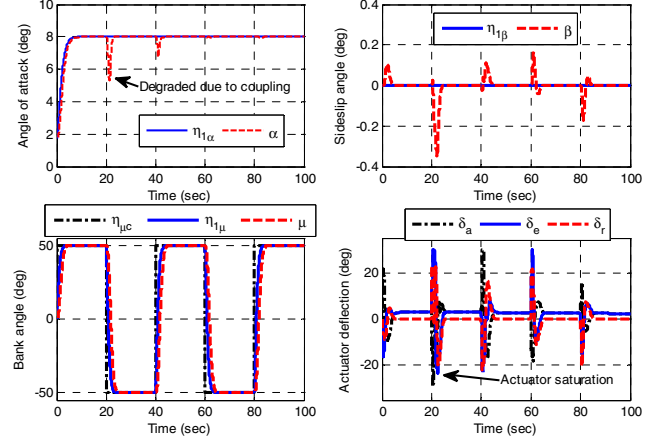 10
8
6
4
2
0
Angle of attack (deg)
Degraded due to coupling
η1α α
0 20 40 60 80 100
Time (sec)
0.4
0.2
0
-0.2
-0.4
Sideslip angle (deg)
η1β β
0 20 40 60 80 100
Time (sec)
ημc η1μ μ
50
0
-50
Bank angle (deg)
0 20 40 60 80 100
Time (sec)
δa δe δr
20
0
-20
Actuator deflection (deg)
Actuator saturation
0 20 40 60 80 100
Time (sec)